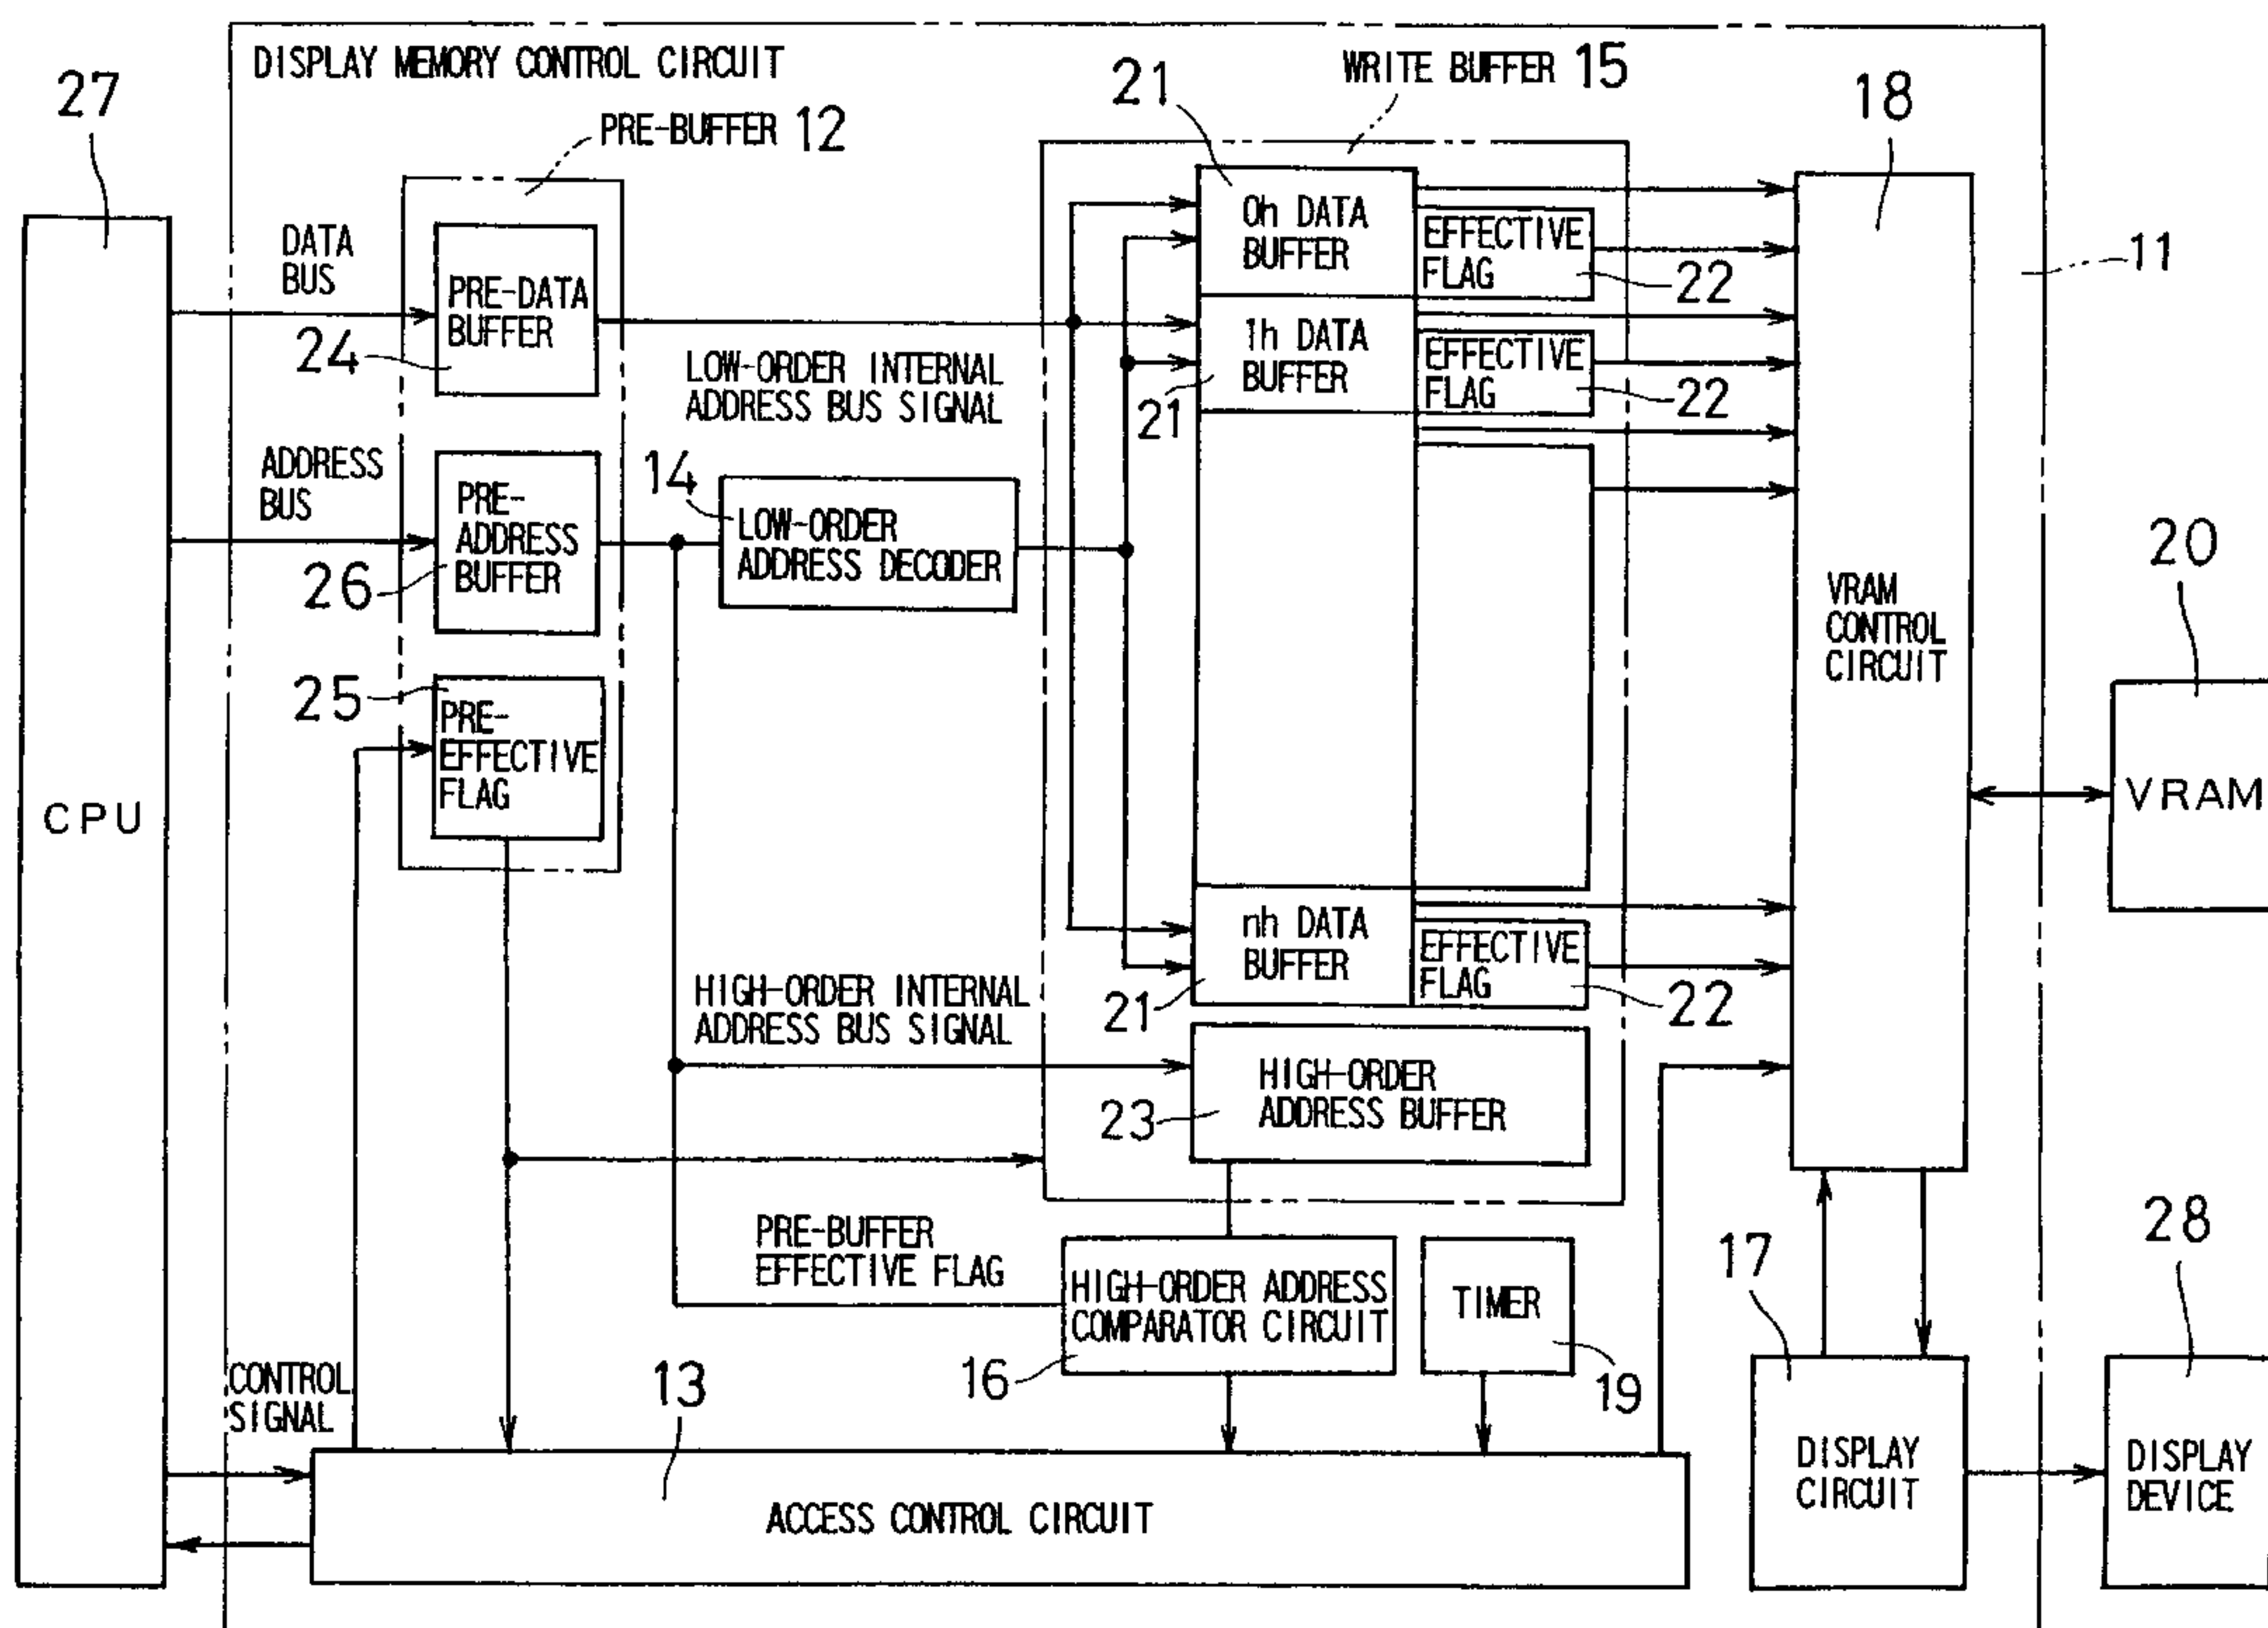 DISPLAY MEMORY CONTROL CIRCUIT
WRITE BUFFER 15
27
21
18
PRE-BUFFER 12
DATA
BUS
0h DATA
BUFFER
EFFECTIVE
FLAG
22
11
PRE-DATA
BUFFER
24
1h DATA
BUFFER
21
EFFECTIVE
FLAG
22
LOW-ORDER INTERNAL
ADDRESS BUS SIGNAL
ADDRESS
BUS
PRE-
ADDRESS
BUFFER
26
14
LOW-ORDER
ADDRESS DECODER
20
VRAM
CONTROL
CIRCUIT
25
PRE-
EFFECTIVE
FLAG
CPU
VRAM
nh DATA
BUFFER
21
EFFECTIVE
FLAG
22
HIGH-ORDER INTERNAL
ADDRESS BUS SIGNAL
HIGH-ORDER
ADDRESS BUFFER
23
PRE-BUFFER
EFFECTIVE FLAG
HIGH-ORDER ADDRESS
COMPARATOR CIRCUIT
16
TIMER
19
17
28
CONTROL
SIGNAL
13
ACCESS CONTROL CIRCUIT
DISPLAY
CIRCUIT
DISPLAY
DEVICE